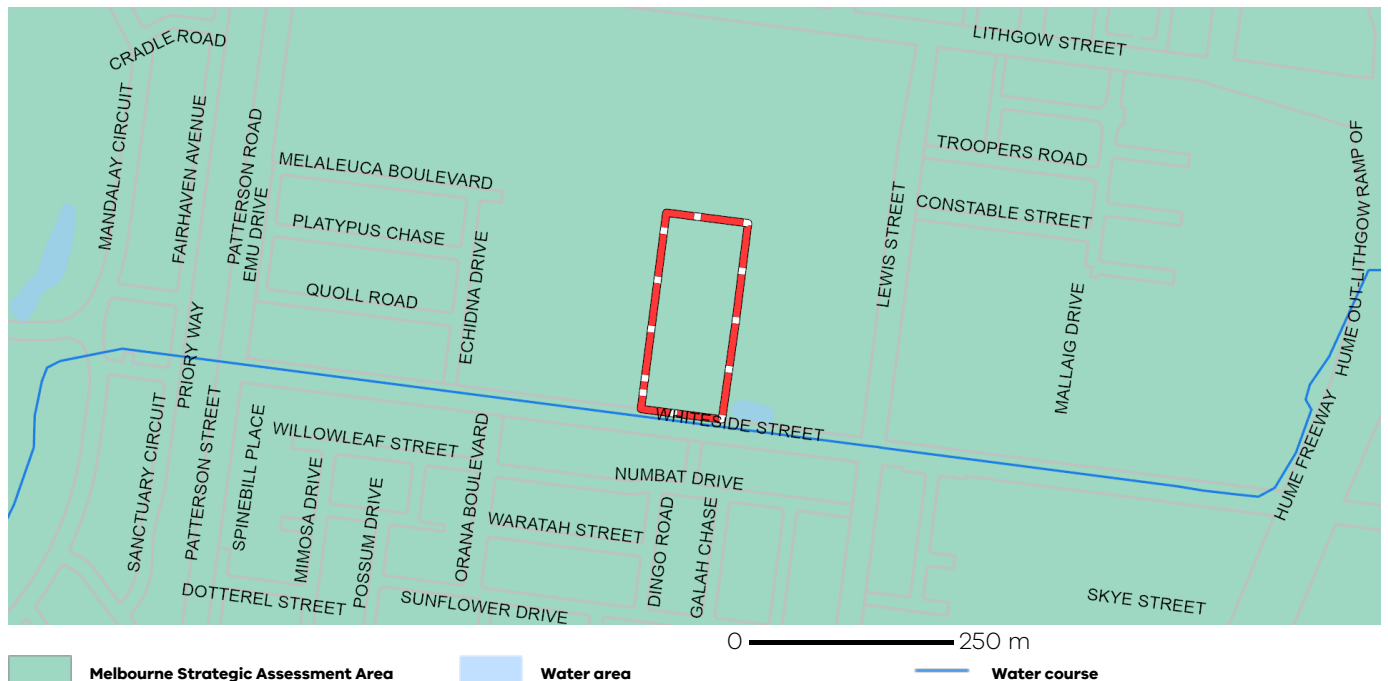 CRADLE ROAD
LITHGOW STREET
MANDALAY CIRCUIT
FAIRHAVEN AVENUE
PATTERSON ROAD
EMU DRIVE
MELALEUCA BOULEVARD
PLATYPUS CHASE
QUOLL ROAD
ECHIDNA DRIVE
LEWIS STREET
TROOPERS ROAD
CONSTABLE STREET
MALLAIG DRIVE
HUME OUT-LITHGOW RAMP OF
HUME FREEWAY
PRIORY WAY
SANCTUARY CIRCUIT
PATTERSON STREET
SPINEBILL PLACE
WILLOWLEAF STREET
MIMOSA DRIVE
POSSUM DRIVE
ORANA BOULEVARD
WHITESIDE STREET
NUMBAT DRIVE
WARATAH STREET
DINGO ROAD
GALAH CHASE
DOTTEREL STREET
SUNFLOWER DRIVE
SKYE STREET
0 250 m
Melbourne Strategic Assessment Area
Water area
Water course